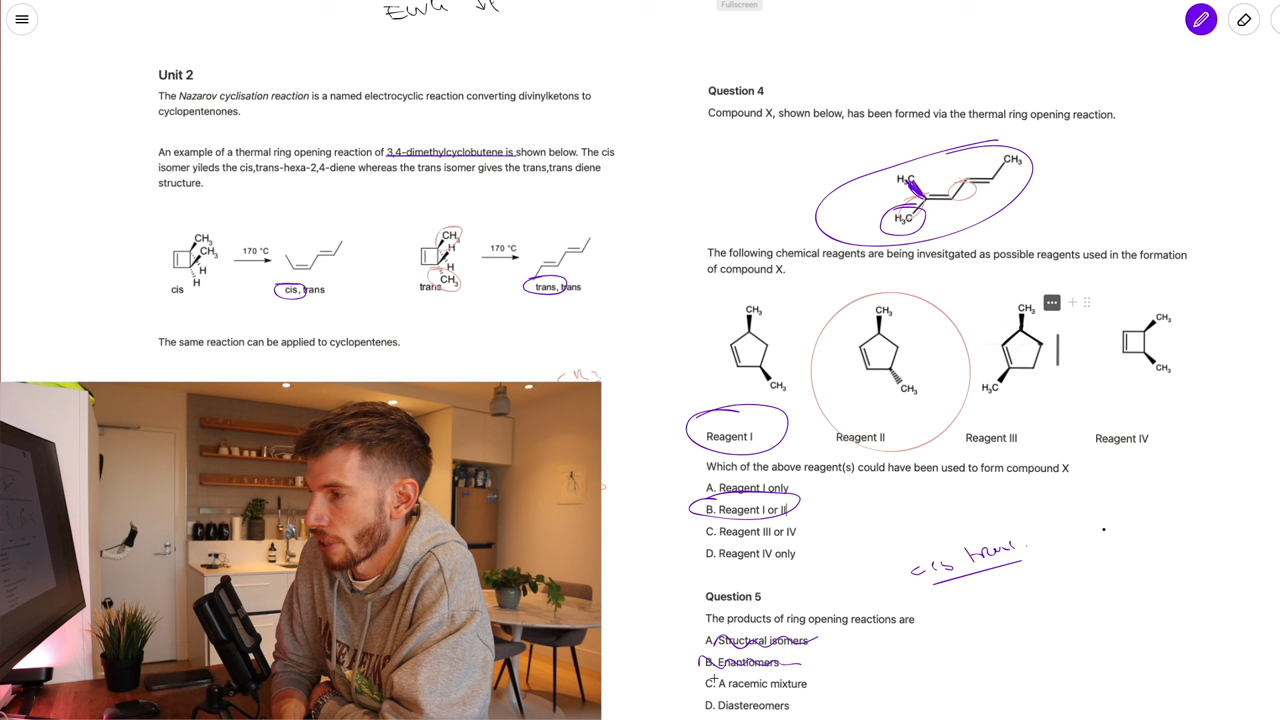 Fullscreen
EWG
Unit 2
The Nazarov cyclisation reaction is a named electrocyclic reaction converting divinylketons to
cyclopentenones.
An example of a thermal ring opening reaction of 3,4-dimethylcyclobutene is shown below. The cis
isomer yileds the cis,trans-hexa-2,4-diene whereas the trans isomer gives the trans,trans diene
structure.
CH3
CH3
H
H
170 °C
cis
cis, trans
CH3
H
H
CH3
170 °C
trans
trans, trans
The same reaction can be applied to cyclopentenes.
Question 4
Compound X, shown below, has been formed via the thermal ring opening reaction.
CH3
H3C
H3C
The following chemical reagents are being invesitgated as possible reagents used in the formation
of compound X.
CH3
CH3
CH3
CH3
CH3
CH3
H3C
CH3
Reagent I
Reagent II
Reagent III
Reagent IV
Which of the above reagent(s) could have been used to form compound X
A. Reagent I only
B. Reagent I or II
C. Reagent III or IV
D. Reagent IV only
cis trans
Question 5
The products of ring opening reactions are
A. Structural isomers
B. Enantiomers
C. A racemic mixture
D. Diastereomers